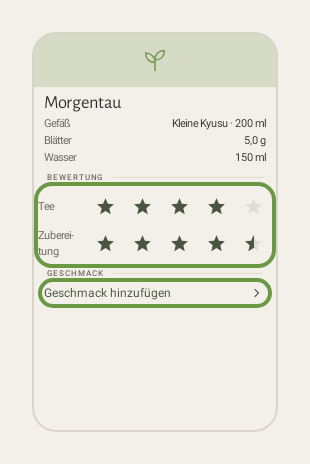 Morgentau
Gefäß Kleine Kyusu · 200 ml
Blätter 5,0 g
Wasser 150 ml
BEWERTUNG
Tee
Zuberei-
tung
GESCHMACK
Geschmack hinzufügen